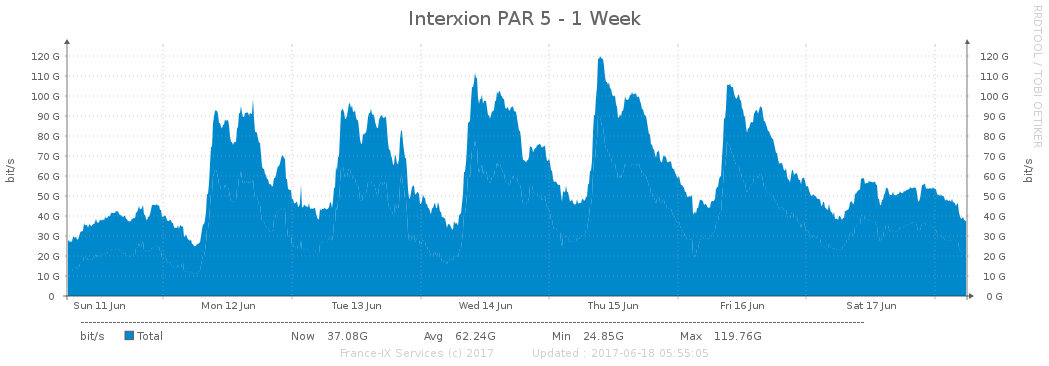 Interxion PAR 5 - 1 Week
RRDTOOL / TOBI OETIKER
bit/s
120 G 120 G
110 G 110 G
100 G 100 G
90 G 90 G
80 G 80 G
70 G 70 G
60 G 60 G
50 G 50 G
40 G 40 G
30 G 30 G
20 G 20 G
10 G 10 G
0 0 G
bit/s
Sun 11 Jun Mon 12 Jun Tue 13 Jun Wed 14 Jun Thu 15 Jun Fri 16 Jun Sat 17 Jun
bit/s Total Now 37.08G Avg 62.24G Min 24.85G Max 119.76G
France-IX Services (c) 2017 Updated : 2017-06-18 05:55:05